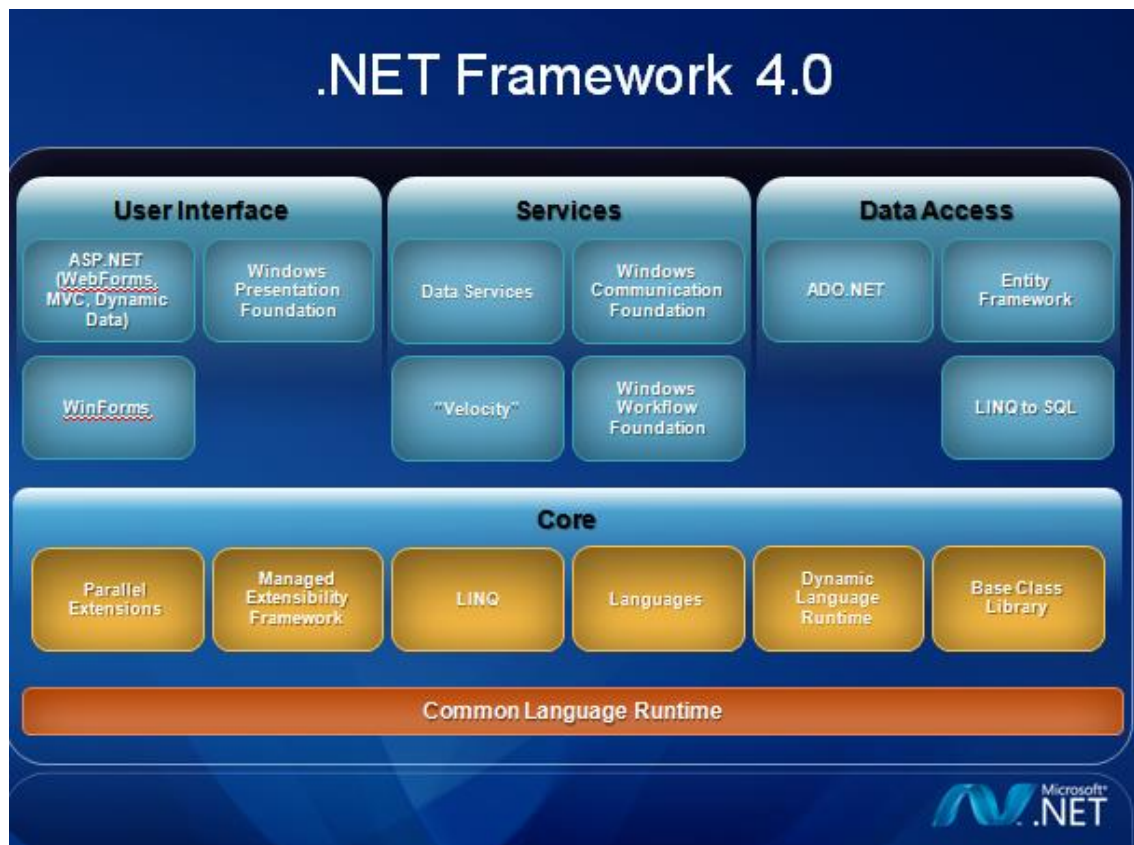 .NET Framework 4.0
User Interface
ASP.NET
(WebForms,
MVC, Dynamic
Data)
Windows
Presentation
Foundation
WinForms
Services
Data Services
Windows
Communication
Foundation
"Velocity"
Windows
Workflow
Foundation
Data Access
ADO.NET
Entity
Framework
LINQ to SQL
Core
Parallel
Extensions
Managed
Extensibility
Framework
LINQ
Languages
Dynamic
Language
Runtime
Base Class
Library
Common Language Runtime
Microsoft®
.NET